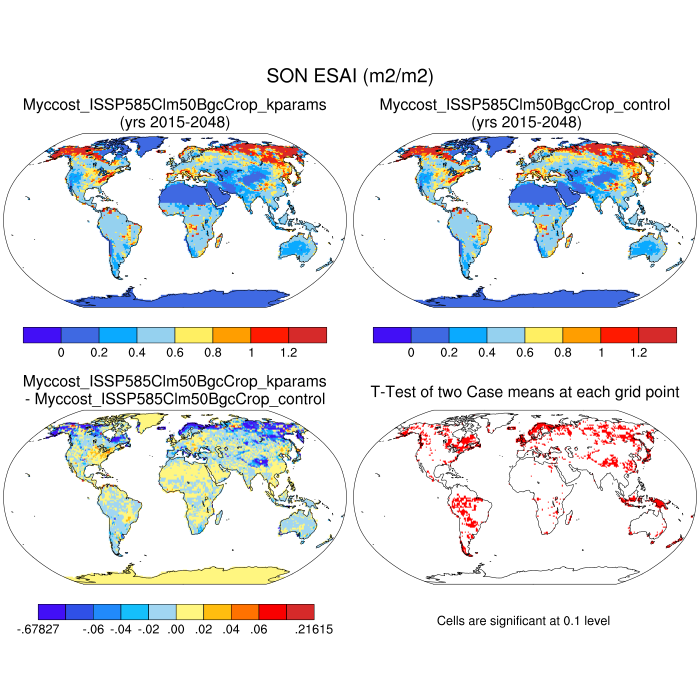 SON ESAI (m2/m2)
Myccost_ISSP585Clm50BgcCrop_kparams
(yrs 2015-2048)
Myccost_ISSP585Clm50BgcCrop_control
(yrs 2015-2048)
0 0.2 0.4 0.6 0.8 1 1.2
0 0.2 0.4 0.6 0.8 1 1.2
Myccost_ISSP585Clm50BgcCrop_kparams
- Myccost_ISSP585Clm50BgcCrop_control
T-Test of two Case means at each grid point
-.67827 -.06 -.04 -.02 .00 .02 .04 .06 .21615
Cells are significant at 0.1 level